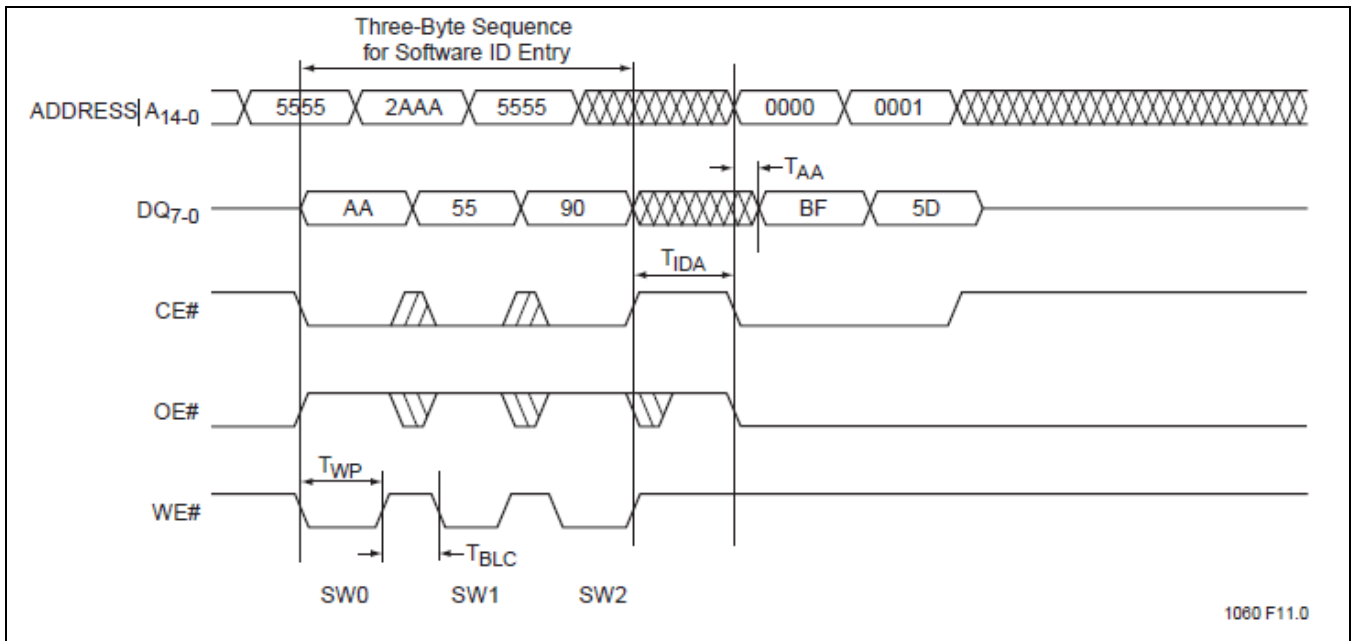 Three-Byte Sequence
for Software ID Entry
ADDRESS A14-0
5555 2AAA 5555 0000 0001
TAA
DQ7-0
AA 55 90 BF 5D
TIDA
CE#
OE#
TWP
WE#
TBLC
SW0 SW1 SW2
1060 F11.0